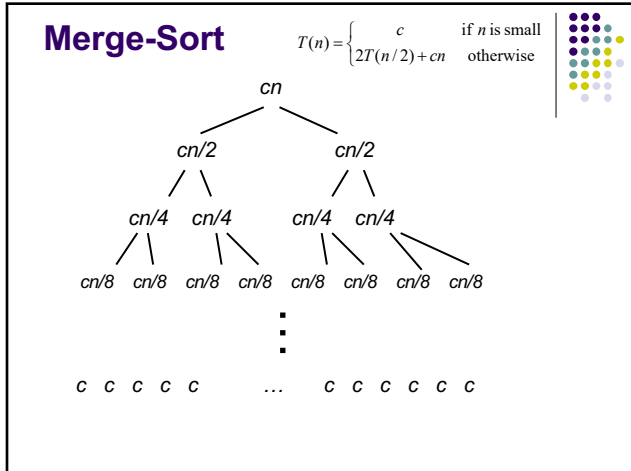 Merge-Sort
T(n) = { c if n is small
2T(n/2)+cn otherwise
cn
cn/2 cn/2
cn/4 cn/4 cn/4 cn/4
cn/8 cn/8 cn/8 cn/8 cn/8 cn/8 cn/8 cn/8
⋮
c c c c c ... c c c c c c